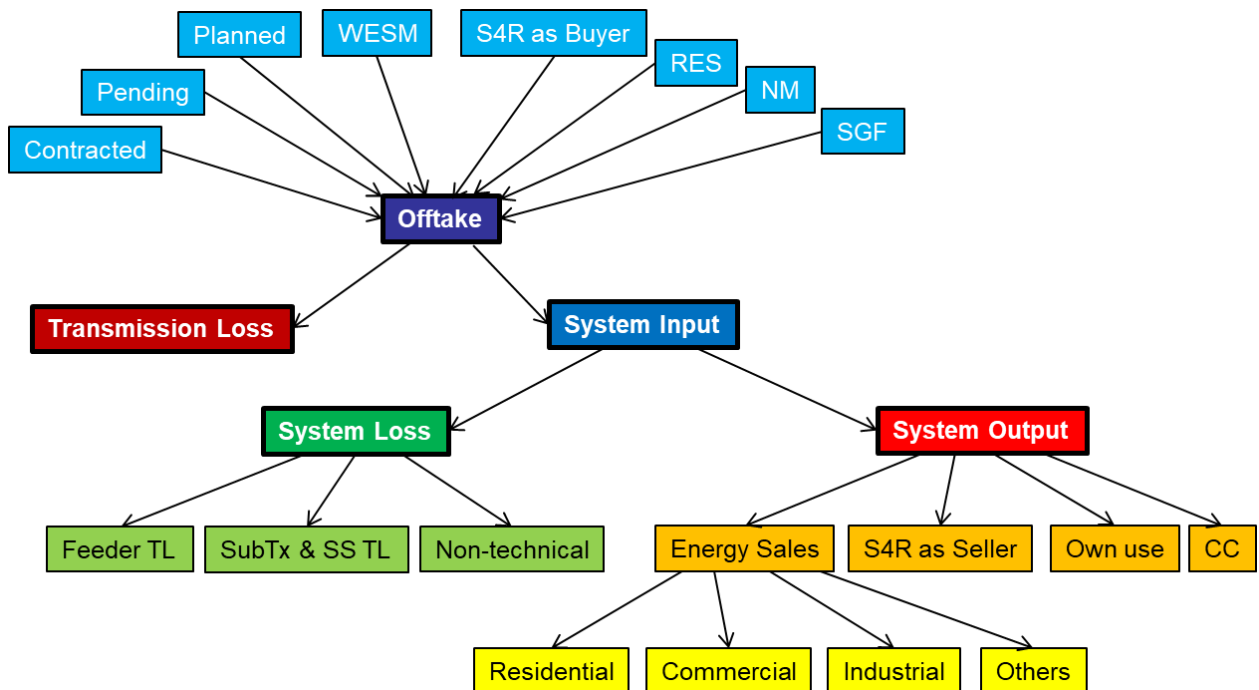 Planned
WESM
S4R as Buyer
RES
Pending
NM
SGF
Contracted
Offtake
Transmission Loss
System Input
System Loss
System Output
Feeder TL
SubTx & SS TL
Non-technical
Energy Sales
S4R as Seller
Own use
CC
Residential
Commercial
Industrial
Others